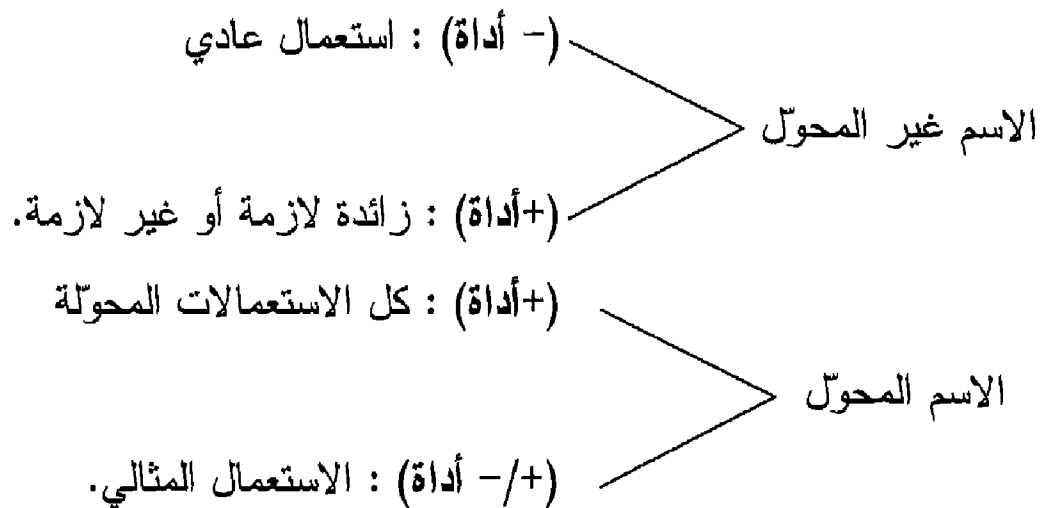 (- أداة) : استعمال عادي
الاسم غير المحوّل
(+أداة) : زائدة لازمة أو غير لازمة.
(+أداة) : كل الاستعمالات المحوّلة
الاسم المحوّل
(+/- أداة) : الاستعمال المثالي.